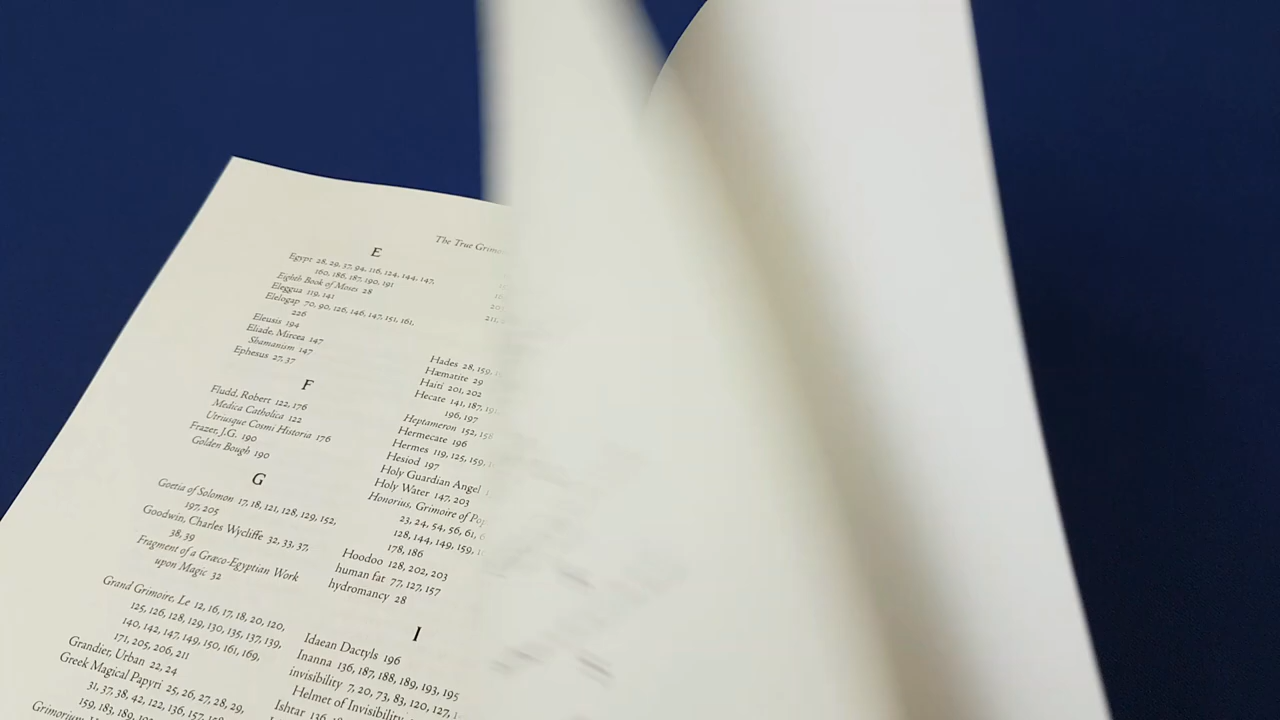 The True Grim
E
Egypt 28, 29, 37, 94, 116, 124, 144, 147,
160, 186, 187, 190, 191
Eighth Book of Moses 28
Eleggua 119, 141
Elelogap 70, 90, 126, 146, 147, 151, 161,
226
Eleusis 194
Eliade, Mircea 147
Shamanism 147
Ephesus 27, 37
F
Fludd, Robert 122, 176
Medica Catholica 122
Utriusque Cosmi Historia 176
Frazer, J.G. 190
Golden Bough 190
G
Goetia of Solomon 17, 18, 121, 128, 129, 152,
197, 205
Goodwin, Charles Wycliffe 32, 33, 37,
38, 39
Fragment of a Græco-Egyptian Work
upon Magic 32
Grand Grimoire, Le 12, 16, 17, 18, 20, 120,
125, 126, 128, 129, 130, 135, 137, 139,
140, 142, 147, 149, 150, 161, 169,
171, 205, 206, 211
Grandier, Urban 22, 24
Greek Magical Papyri 25, 26, 27, 28, 29,
31, 37, 38, 42, 122, 136, 157,
159, 183, 189,
Grimorium
Hades 28, 159,
Hæmatite 29
Haiti 201, 202
Hecate 141, 187,
196, 197
Heptameron 152, 158
Hermecate 196
Hermes 119, 125, 159,
Hesiod 197
Holy Guardian Angel
Holy Water 147, 203
Honorius, Grimoire of
23, 24, 54, 56, 61,
128, 144, 149, 159,
178, 186
Hoodoo 128, 202, 203
human fat 77, 127, 157
hydromancy 28
I
Idaean Dactyls 196
Inanna 136, 187, 188, 189, 193, 195
invisibility 7, 20, 73, 83, 120, 127,
Helmet of Invisibility
Ishtar 136,